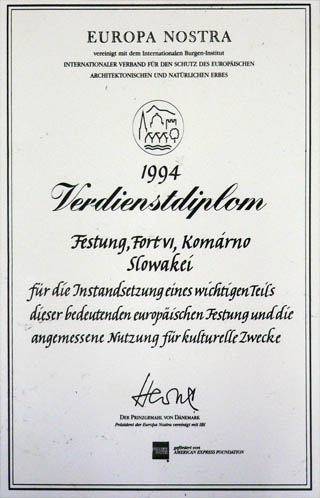 EUROPA NOSTRA
vereinigt mit dem Internationalen Burgen-Institut
INTERNATIONALER VERBAND FÜR DEN SCHUTZ DES EUROPÄISCHEN
ARCHITEKTONISCHEN UND NATÜRLICHEN ERBES
1994
Verdienstdiplom
Festung, Fort VI, Komárno
Slowakei
für die Instandsetzung eines wichtigen Teils
dieser bedeutenden europäischen Festung und die
angemessene Nutzung für kulturelle Zwecke
DER PRINZGEMAHL VON DÄNEMARK
Präsident der Europa Nostra vereinigt mit IBI
gefördert von
AMERICAN EXPRESS FOUNDATION